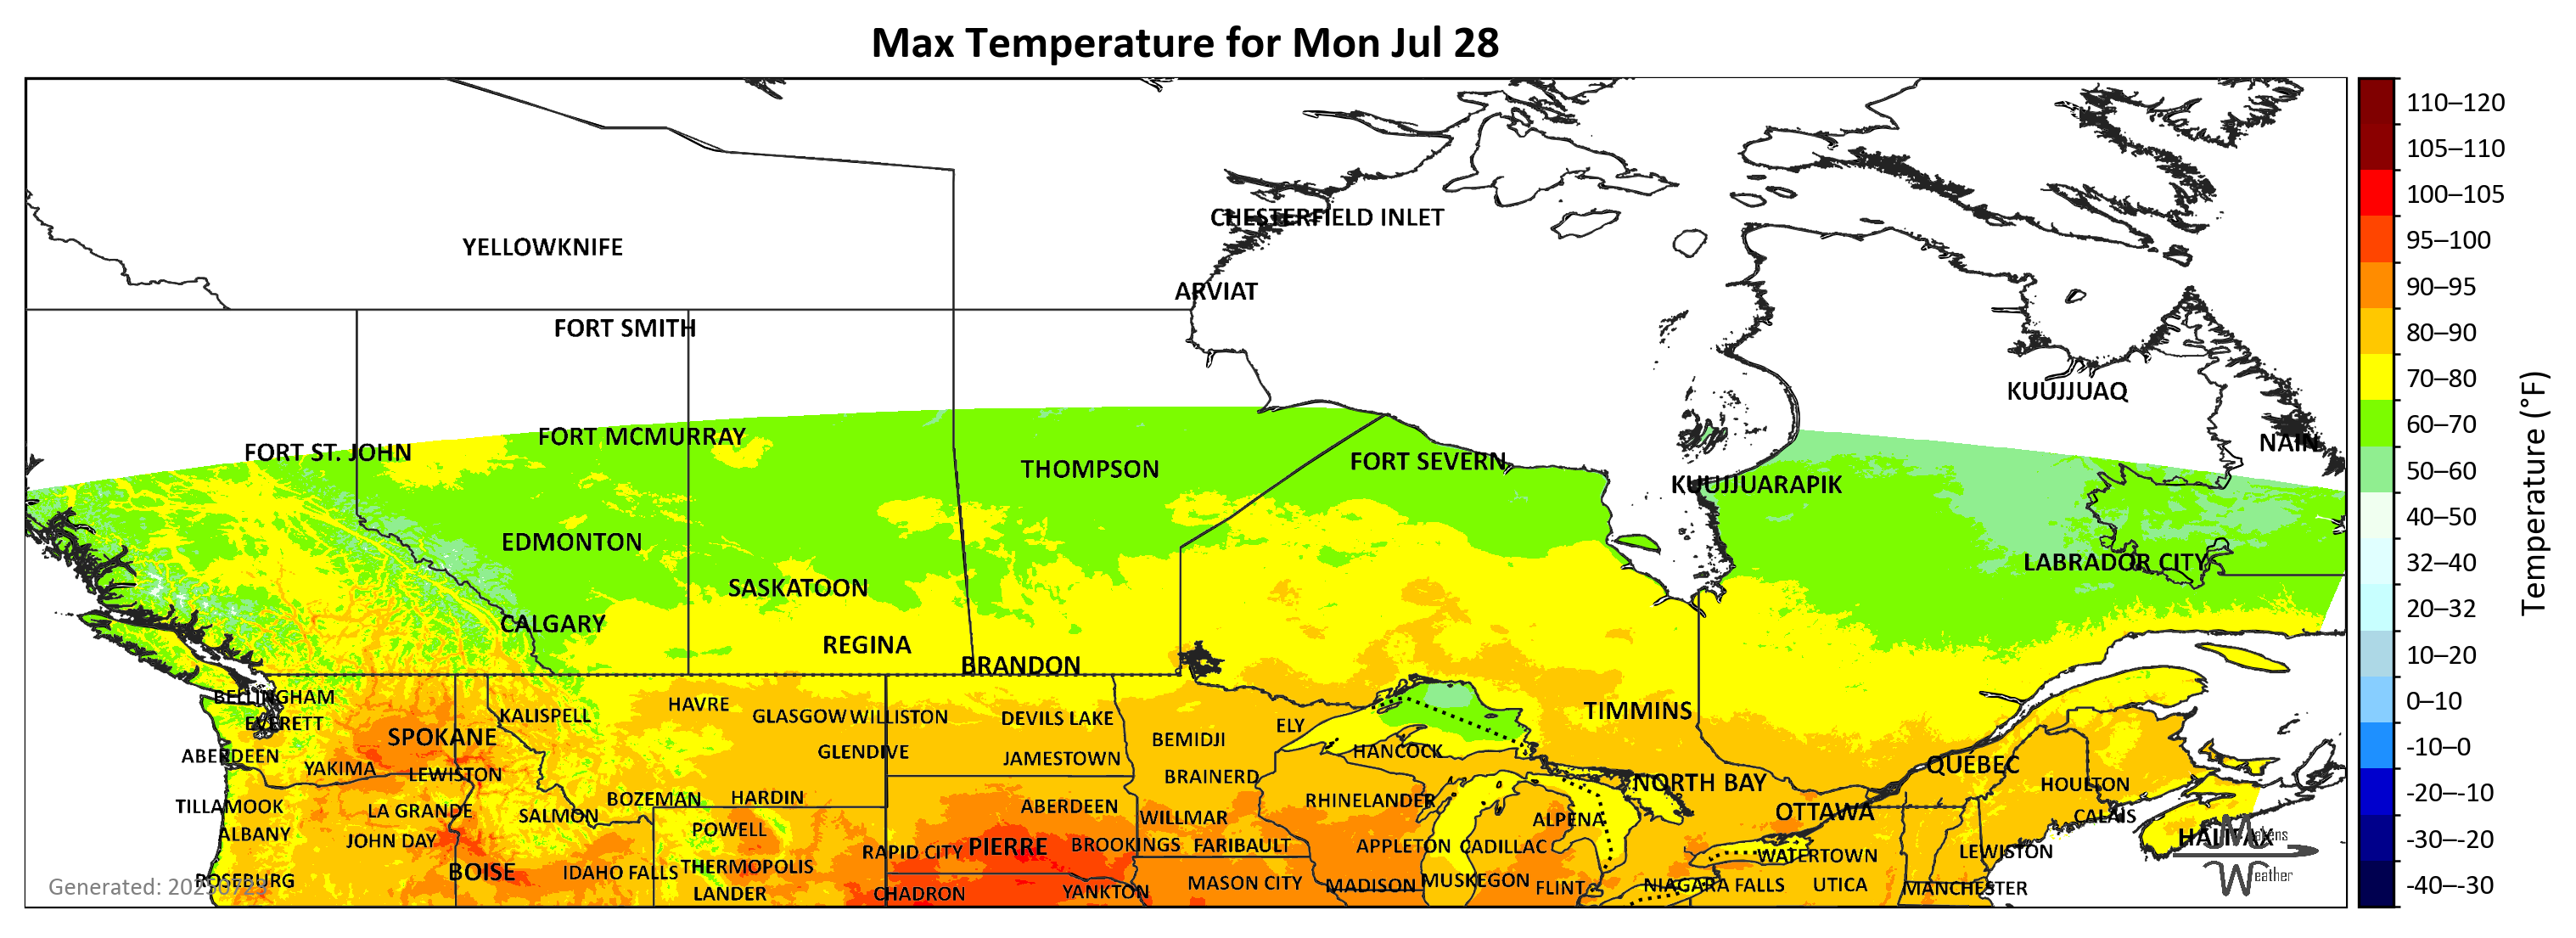 Max Temperature for Mon Jul 28
CHESTERFIELD INLET
YELLOWKNIFE
ARVIAT
FORT SMITH
KUUJJUAQ
FORT MCMURRAY
NAIN
FORT ST. JOHN
FORT SEVERN
THOMPSON
KUUJJUARAPIK
EDMONTON
LABRADOR CITY
SASKATOON
CALGARY
REGINA
BRANDON
BELLINGHAM
HAVRE
TIMMINS
KALISPELL
GLASGOW WILLISTON
DEVILS LAKE
EVERETT
ELY
SPOKANE
BEMIDJI
ABERDEEN
GLENDIVE
JAMESTOWN
HANCOCK
QUÉBEC
YAKIMA
LEWISTON
BRAINERD
NORTH BAY
HOULTON
TILLAMOOK
LA GRANDE
BOZEMAN
HARDIN
ABERDEEN
RHINELANDER
OTTAWA
SALMON
WILLMAR
ALPENA
CALAIS
ALBANY
JOHN DAY
POWELL
RAPID CITY
PIERRE
BROOKINGS
FARIBAULT
APPLETON
CADILLAC
HALIFAX
WATERTOWN
LEWISTON
BOISE
IDAHO FALLS
THERMOPOLIS
ROSEBURG
LANDER
CHADRON
YANKTON
MASON CITY
MADISON
MUSKEGON
FLINT
NIAGARA FALLS
UTICA
MANCHESTER
Generated:
Weather
110–120
105–110
100–105
95–100
90–95
80–90
70–80
60–70
50–60
40–50
32–40
20–32
10–20
0–10
-10–0
-20–-10
-30–-20
-40–-30
Temperature (°F)